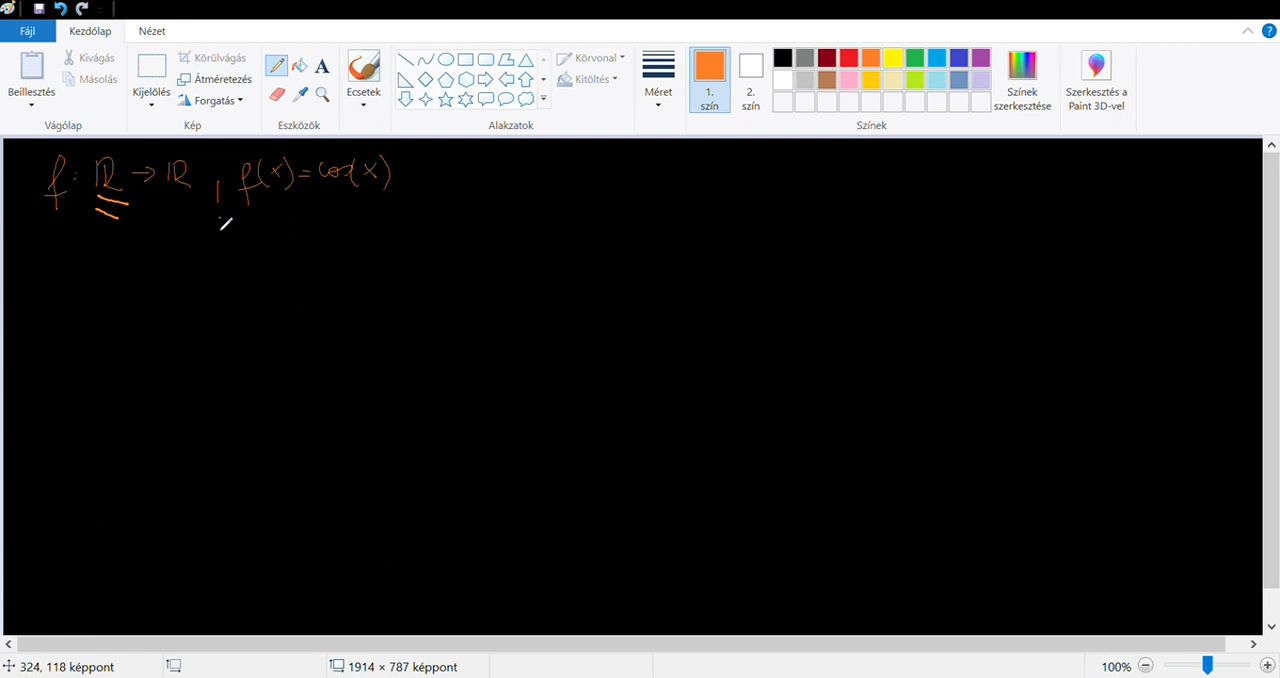 Fájl Kezdőlap Nézet
Beillesztés Kivágás Másolás Kijelölés Körülvágás Átméretezés Forgatás A Ecsetek Körvonal Kitöltés Méret 1. szín 2. szín Színek szerkesztése Szerkesztés a Paint 3D-vel
Vágólap Kép Eszközök Alakzatok Színek
f: ℝ → ℝ , f(x) = cos(x)
324, 118 képpont 1914 × 787 képpont 100%